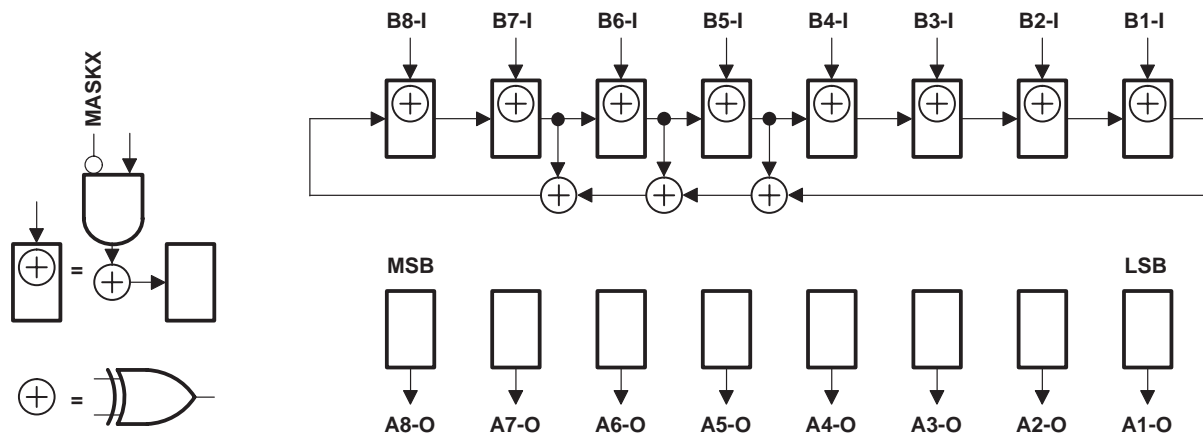 B8-I B7-I B6-I B5-I B4-I B3-I B2-I B1-I
MASKX
=
MSB LSB
=
A8-O A7-O A6-O A5-O A4-O A3-O A2-O A1-O